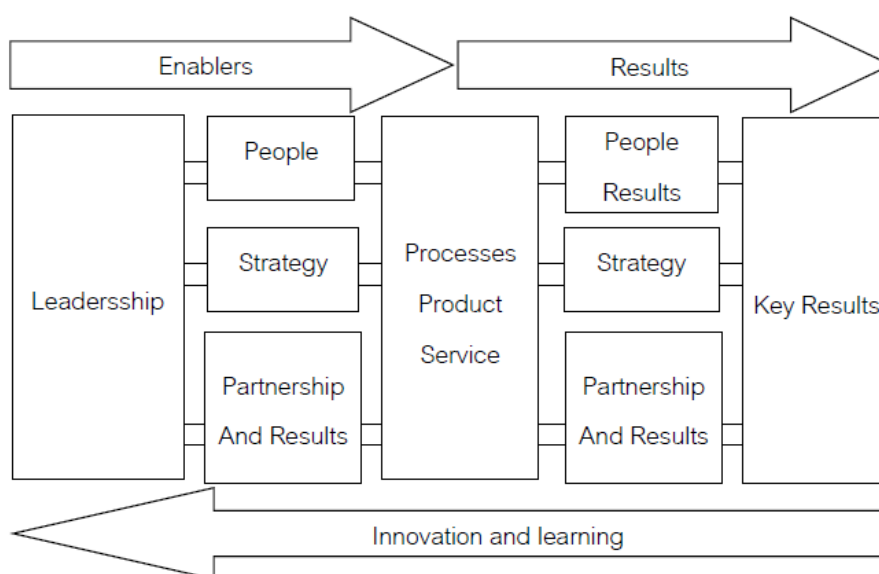 Enablers
Results
People
People
Results
Strategy
Processes
Product
Service
Strategy
Leadersship
Key Results
Partnership
And Results
Partnership
And Results
Innovation and learning